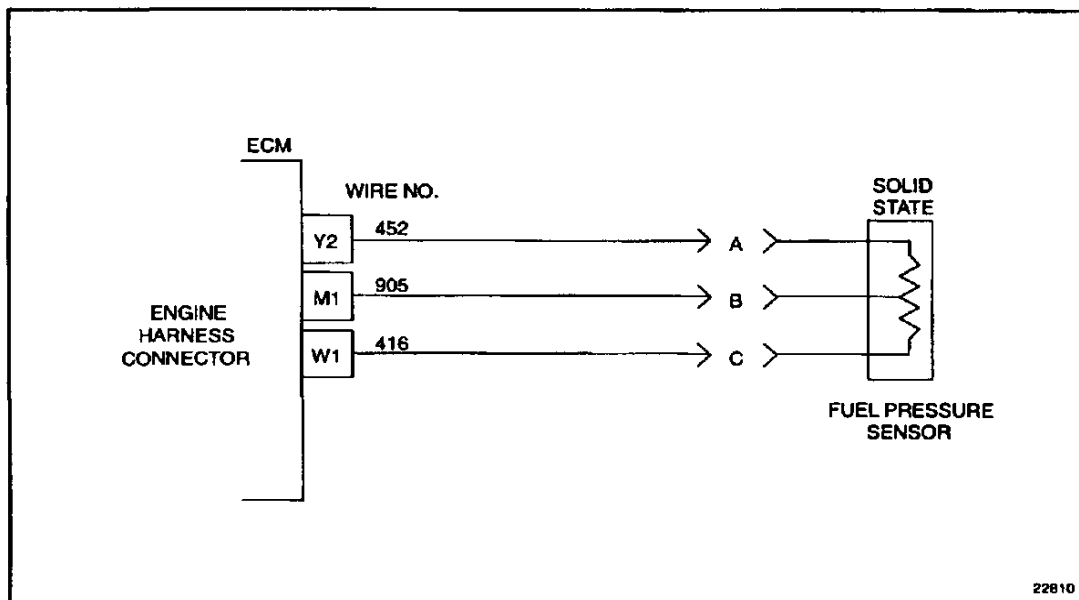 ECM
WIRE NO.
SOLID
STATE
Y2
452
A
M1
905
B
W1
416
C
ENGINE
HARNESS
CONNECTOR
FUEL PRESSURE
SENSOR
22810